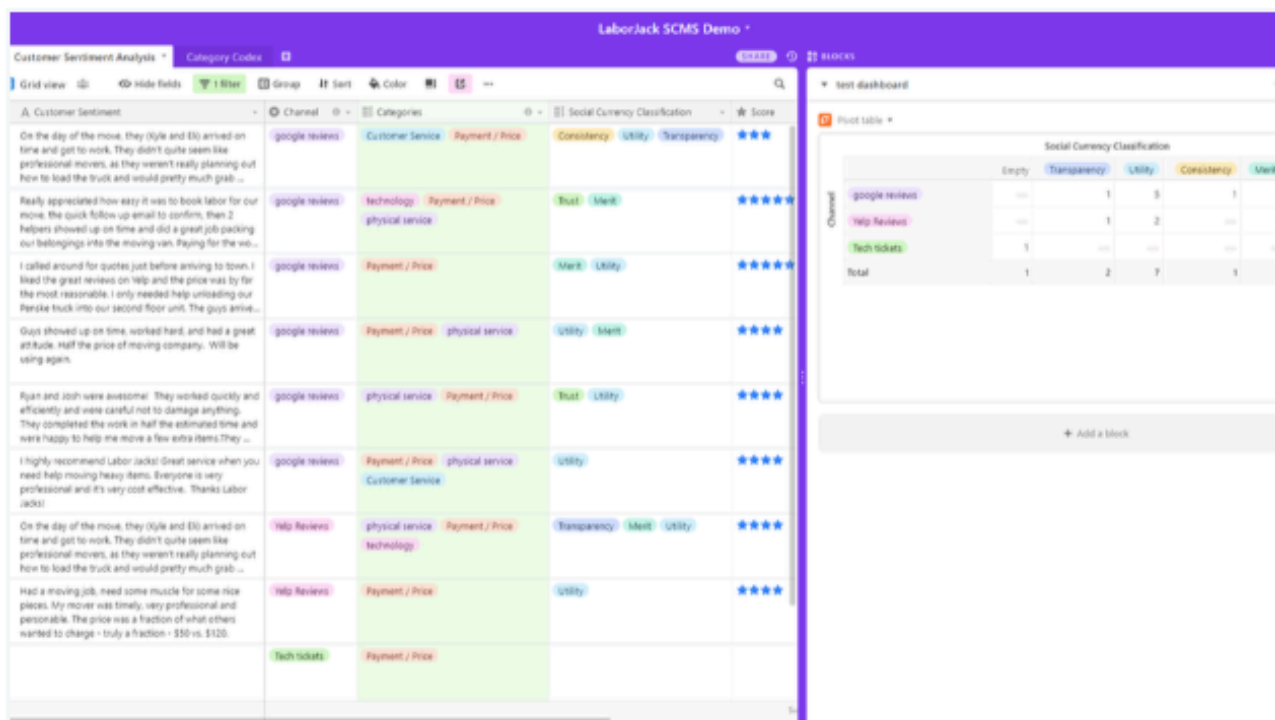 LaborJack SCMS Demo
Customer Sentiment Analysis
Category Codex
SHARE
BLOCKS
Grid view
Hide fields
1 filter
Group
Sort
Color
...
test dashboard
Customer Sentiment
Channel
Categories
Social Currency Classification
Score
On the day of the move, they (Kyle and Eli) arrived on
time and got to work. They didn't quite seem like
professional movers, as they weren't really planning out
how to load the truck and would pretty much grab ...
google reviews
Customer Service Payment / Price
Consistency Utility Transparency
Really appreciated how easy it was to book labor for our
move, the quick follow up email to confirm, then 2
helpers showed up on time and did a great job packing
our belongings into the moving van. Paying for the wo...
google reviews
technology Payment / Price
physical service
Trust Merit
I called around for quotes just before arriving to town. I
liked the great reviews on Yelp and the price was by far
the most reasonable. I only needed help unloading our
Penske truck into our second floor unit. The guys arrive...
google reviews
Payment / Price
Merit Utility
Guys showed up on time, worked hard, and had a great
attitude. Half the price of moving company. Will be
using again.
google reviews
Payment / Price physical service
Utility Merit
Ryan and Josh were awesome! They worked quickly and
efficiently and were careful not to damage anything.
They completed the work in half the estimated time and
were happy to help me move a few extra items.They ...
google reviews
physical service Payment / Price
Trust Utility
I highly recommend Labor Jacks! Great service when you
need help moving heavy items. Everyone is very
professional and it's very cost effective. Thanks Labor
Jacks!
google reviews
Payment / Price physical service
Customer Service
Utility
On the day of the move, they (Kyle and Eli) arrived on
time and got to work. They didn't quite seem like
professional movers, as they weren't really planning out
how to load the truck and would pretty much grab ...
Yelp Reviews
physical service Payment / Price
technology
Transparency Merit Utility
Had a moving job, need some muscle for some nice
pieces. My mover was timely, very professional and
personable. The price was a fraction of what others
wanted to charge - truly a fraction - $50 vs. $120.
Yelp Reviews
Payment / Price
Utility
Tech tickets
Payment / Price
Pivot table
Social Currency Classification
Empty Transparency Utility Consistency Merit
Channel
google reviews 1 5 1
Yelp Reviews 1 2
Tech tickets 1
Total 1 2 7 1
+ Add a block